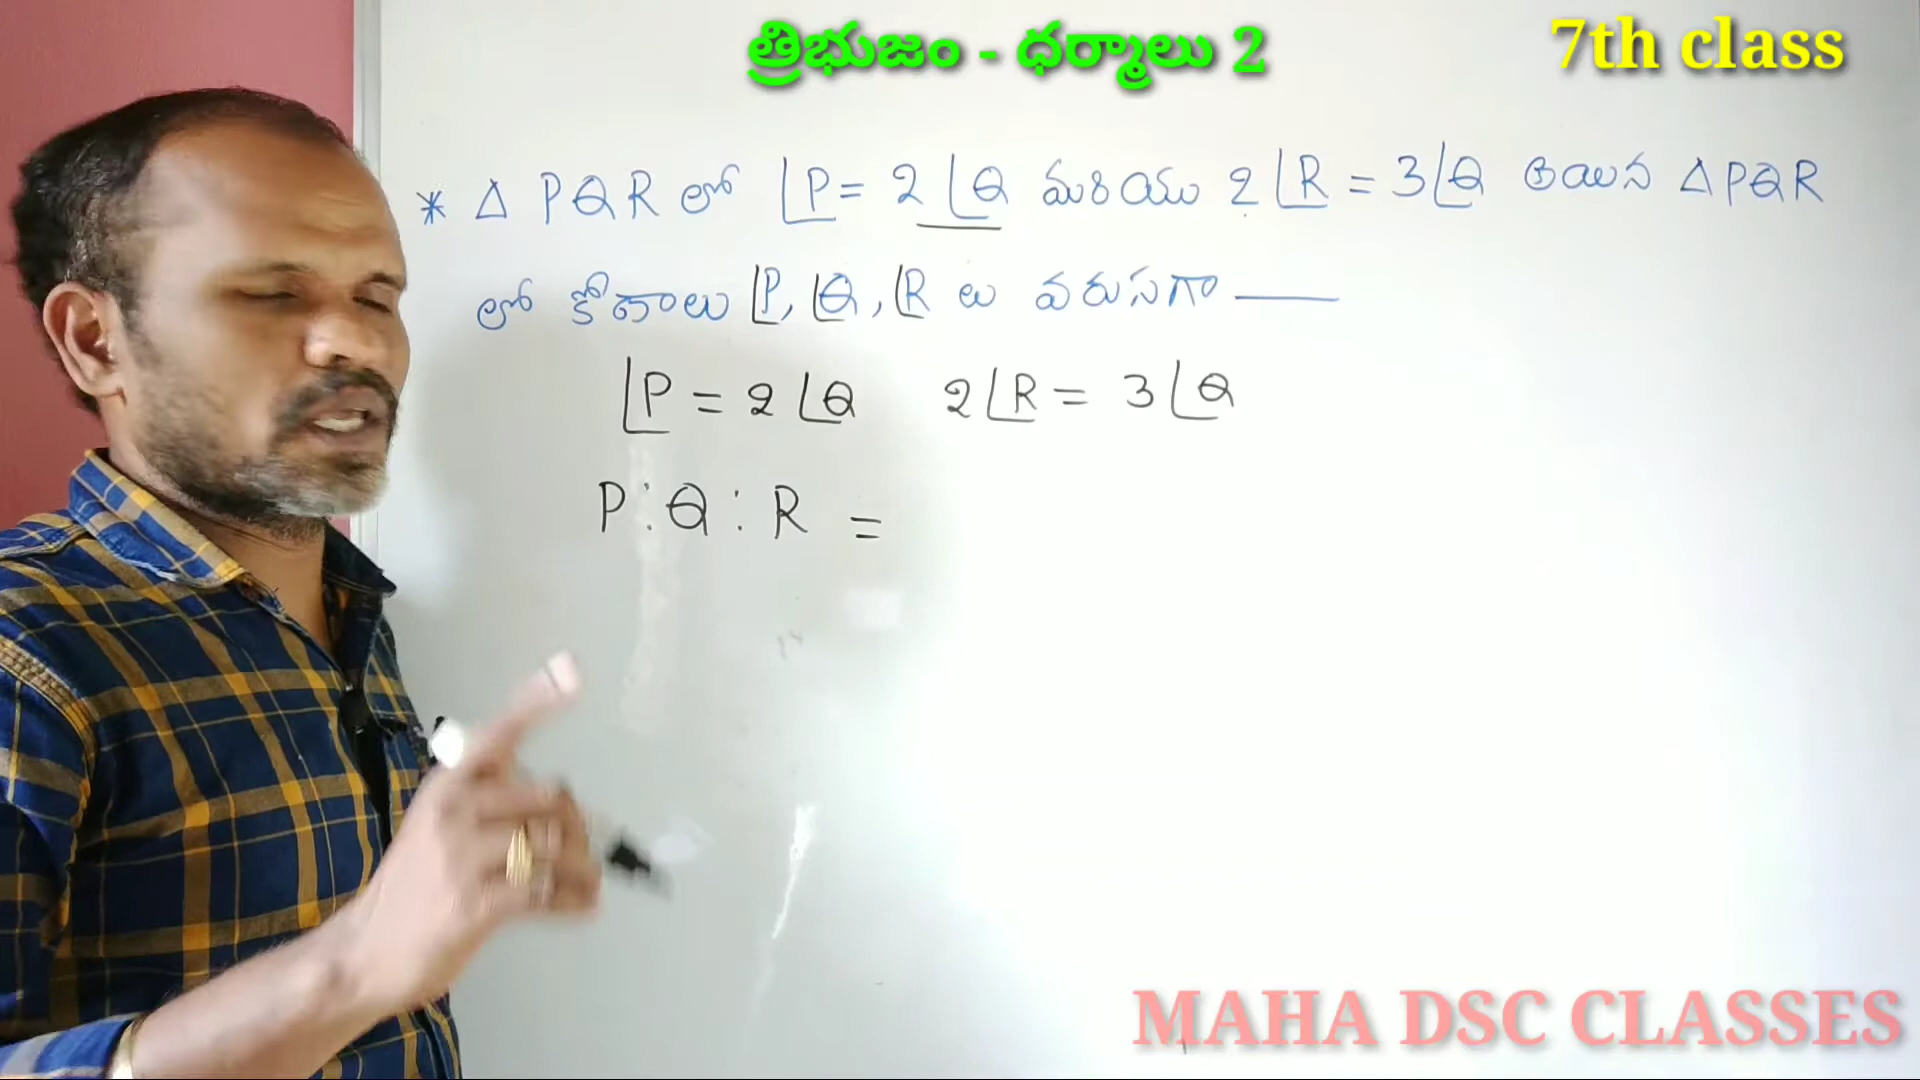 త్రిభుజం - ధర్మాలు 2
7th class
* Δ PQR లో ∟P = 2 ∟Q మరియు 2 ∟R = 3 ∟Q అయిన Δ PQR
లో కోణాలు ∟P, ∟Q, ∟R లు వరుసగా ———
∟P = 2 ∟Q 2 ∟R = 3 ∟Q
P : Q : R =
MAHA DSC CLASSES